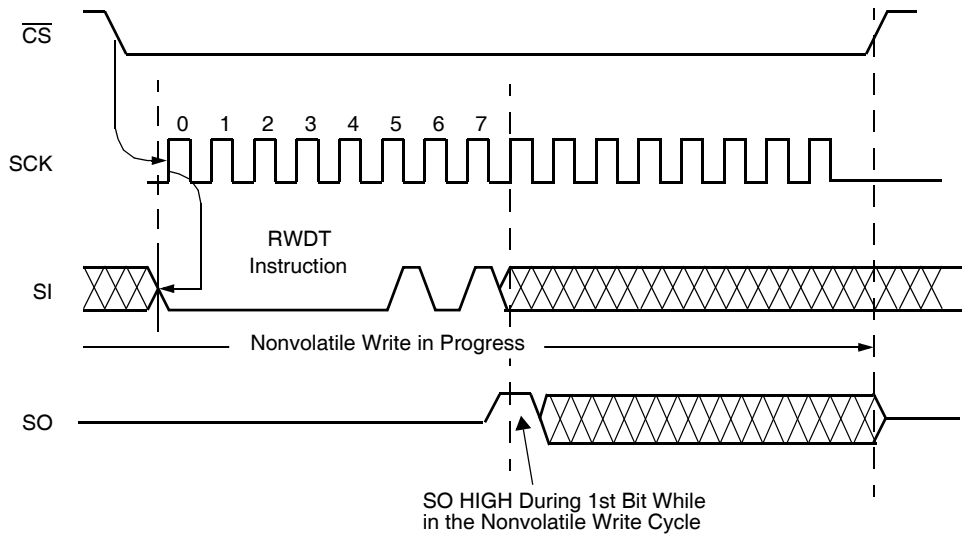 CS
0 1 2 3 4 5 6 7
SCK
RWDT
Instruction
SI
Nonvolatile Write in Progress
SO
SO HIGH During 1st Bit While
in the Nonvolatile Write Cycle